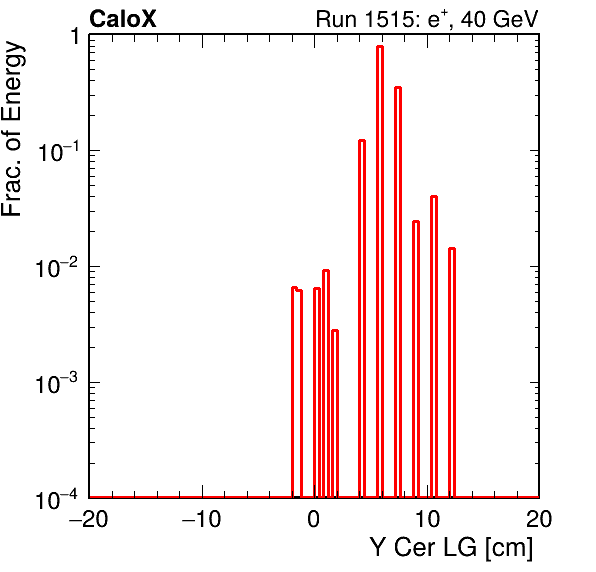 CaloX
Run 1515: e⁺, 40 GeV
Frac. of Energy
1
10⁻¹
10⁻²
10⁻³
10⁻⁴
−20
−10
0
10
20
Y Cer LG [cm]